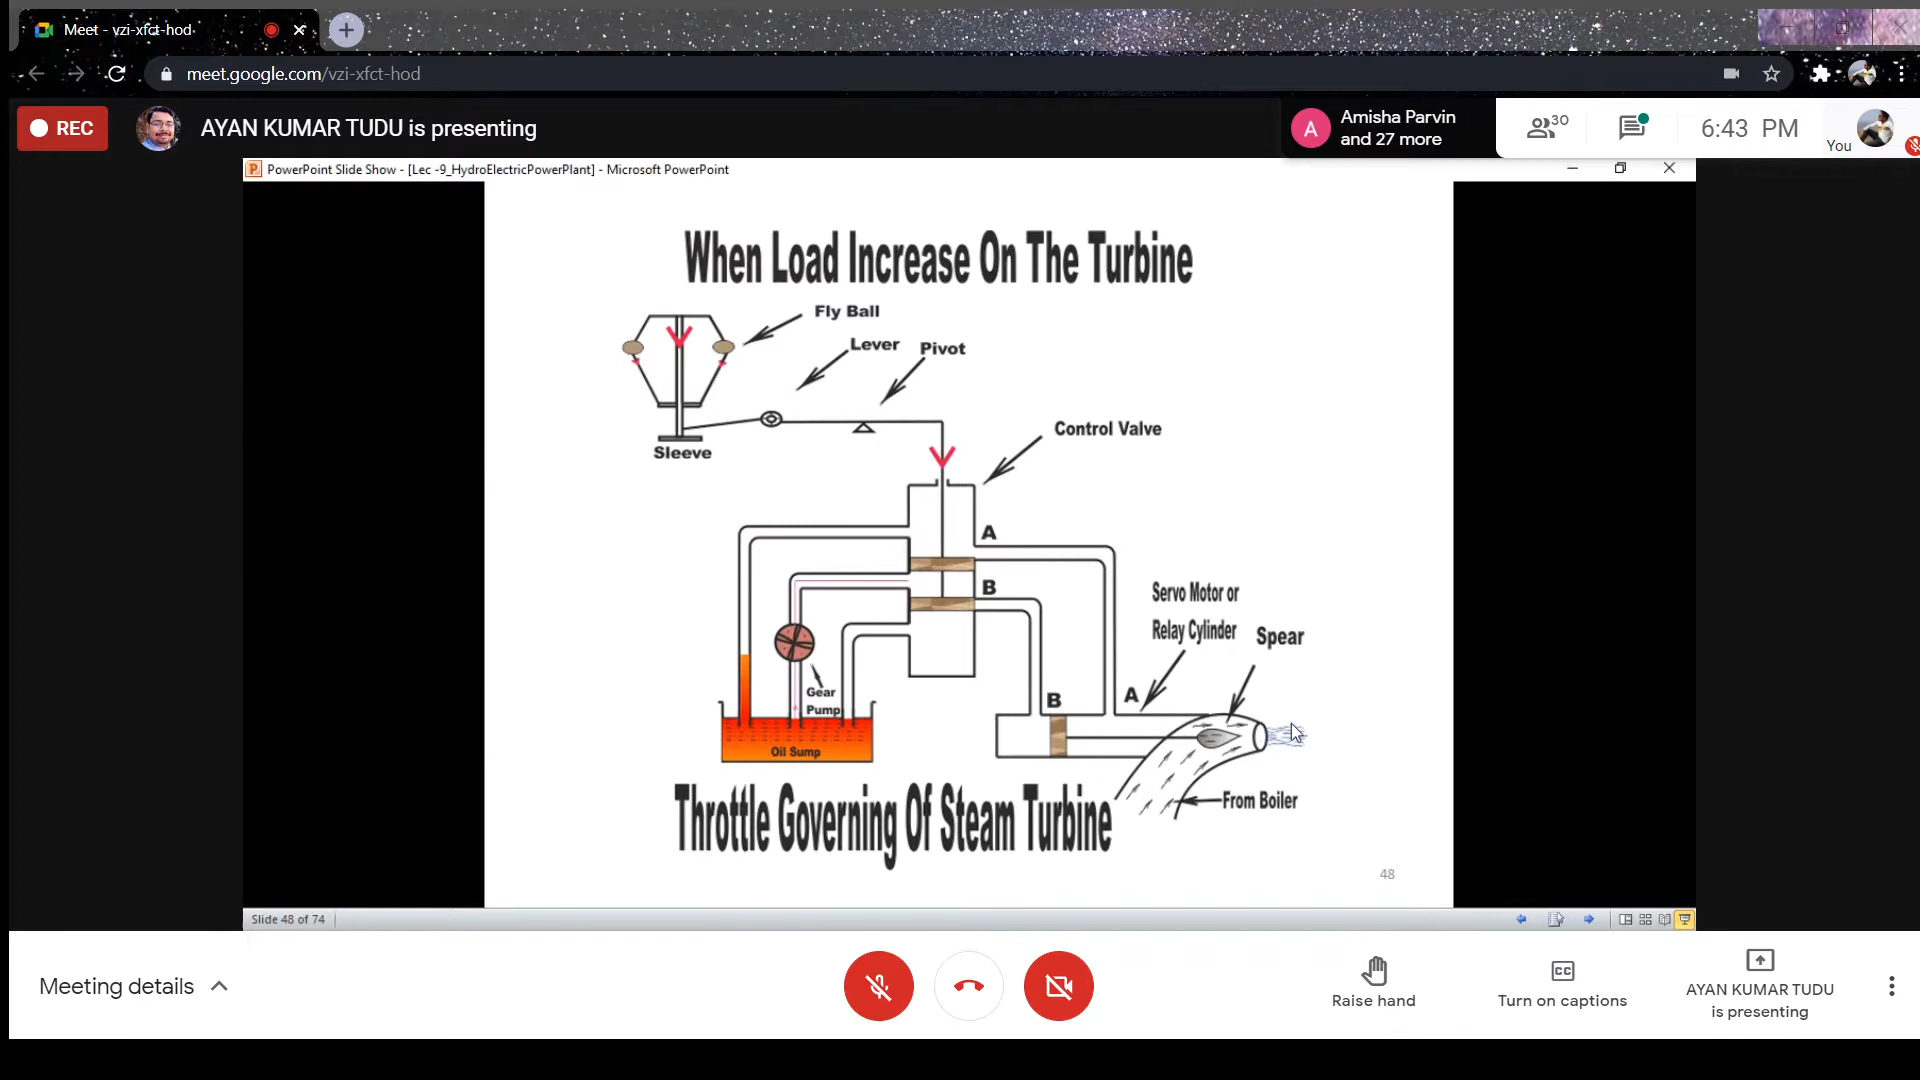 Meet - vzi-xfct-hod
meet.google.com/vzi-xfct-hod
REC
AYAN KUMAR TUDU is presenting
A
Amisha Parvin
and 27 more
30
6:43 PM
You
PowerPoint Slide Show - [Lec -9_HydroElectricPowerPlant] - Microsoft PowerPoint
When Load Increase On The Turbine
Fly Ball
Lever
Pivot
Sleeve
Control Valve
A
B
Servo Motor or
Relay Cylinder
Spear
Gear
Pump
B
A
Oil Sump
From Boiler
Throttle Governing Of Steam Turbine
48
Slide 48 of 74
Meeting details
Raise hand
CC
Turn on captions
AYAN KUMAR TUDU
is presenting